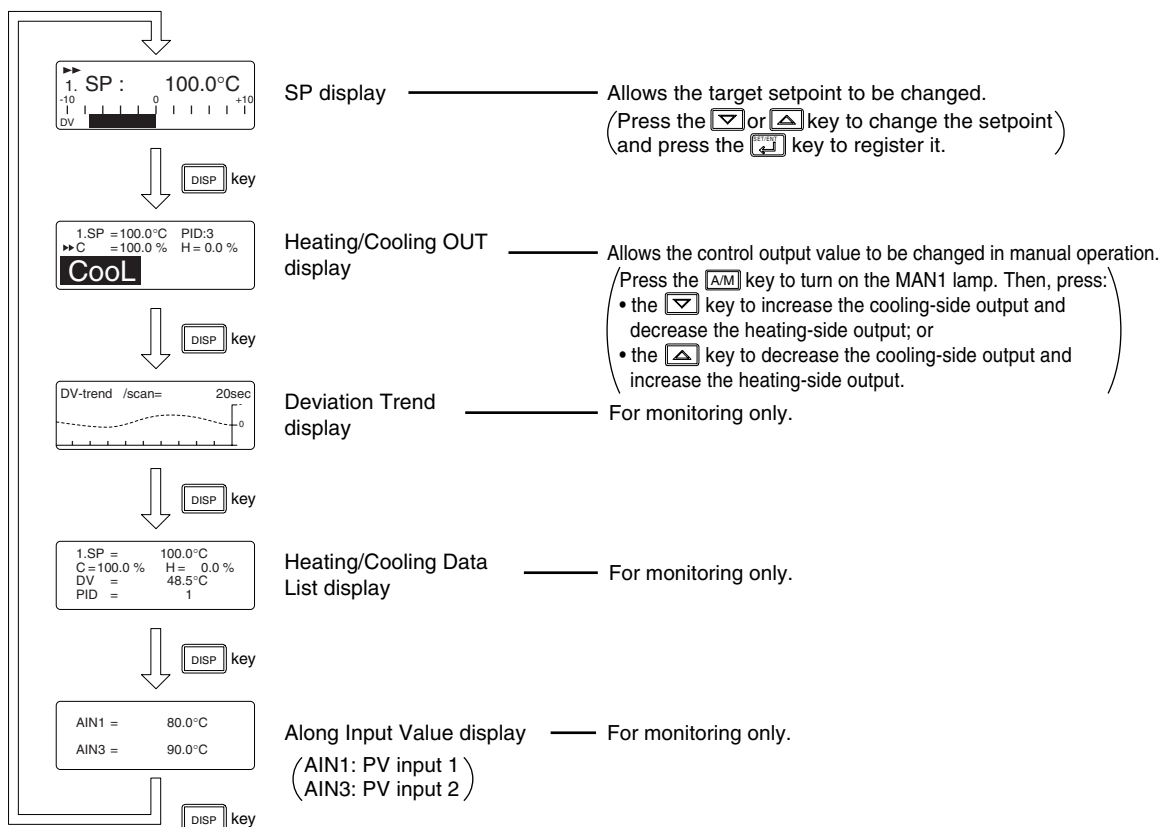 ▶▶
1. SP : 100.0°C
-10 0 +10
DV
SP display
Allows the target setpoint to be changed.
(Press the ▽ or △ key to change the setpoint
and press the SET/ENT key to register it.)
DISP key
1.SP =100.0°C PID:3
▶▶C =100.0 % H = 0.0 %
CooL
Heating/Cooling OUT
display
Allows the control output value to be changed in manual operation.
(Press the A/M key to turn on the MAN1 lamp. Then, press:
• the ▽ key to increase the cooling-side output and
decrease the heating-side output; or
• the △ key to decrease the cooling-side output and
increase the heating-side output.)
DISP key
DV-trend /scan= 20sec
-
0
Deviation Trend
display
For monitoring only.
DISP key
1.SP = 100.0°C
C =100.0 % H = 0.0 %
DV = 48.5°C
PID = 1
Heating/Cooling Data
List display
For monitoring only.
DISP key
AIN1 = 80.0°C
AIN3 = 90.0°C
Along Input Value display
For monitoring only.
(AIN1: PV input 1
AIN3: PV input 2)
DISP key